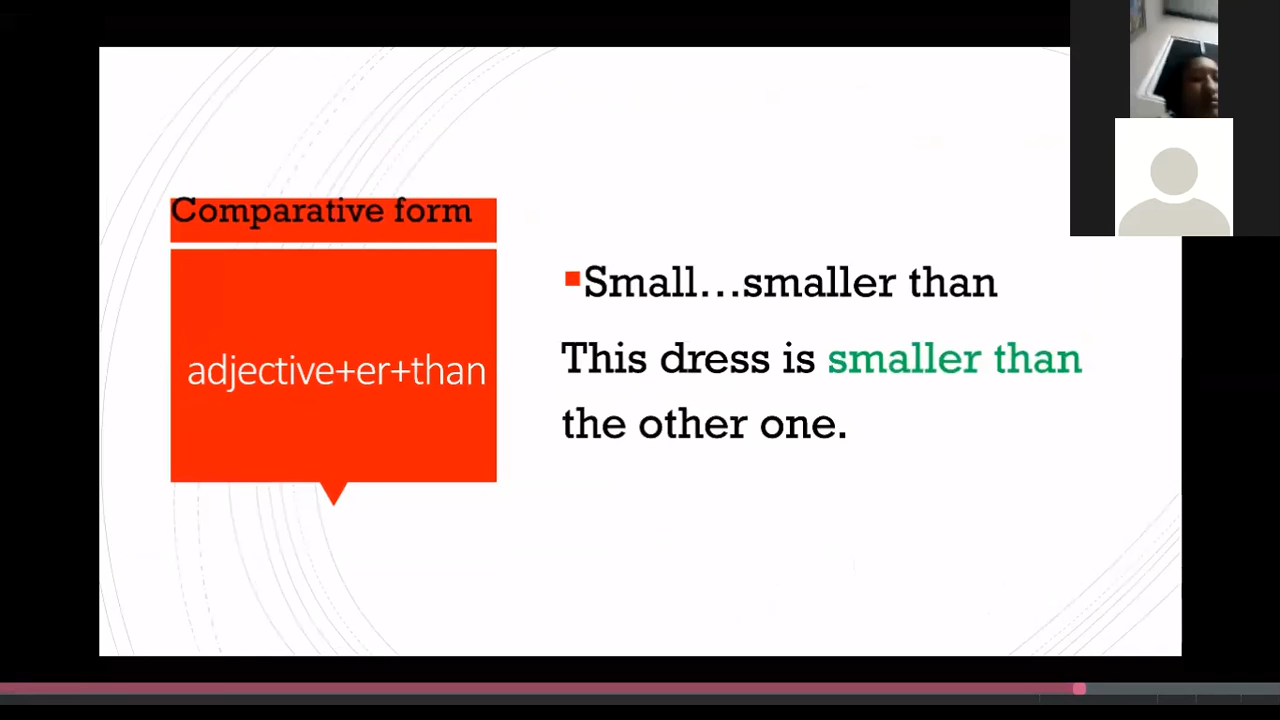 Comparative form
adjective+er+than
Small...smaller than
This dress is smaller than
the other one.